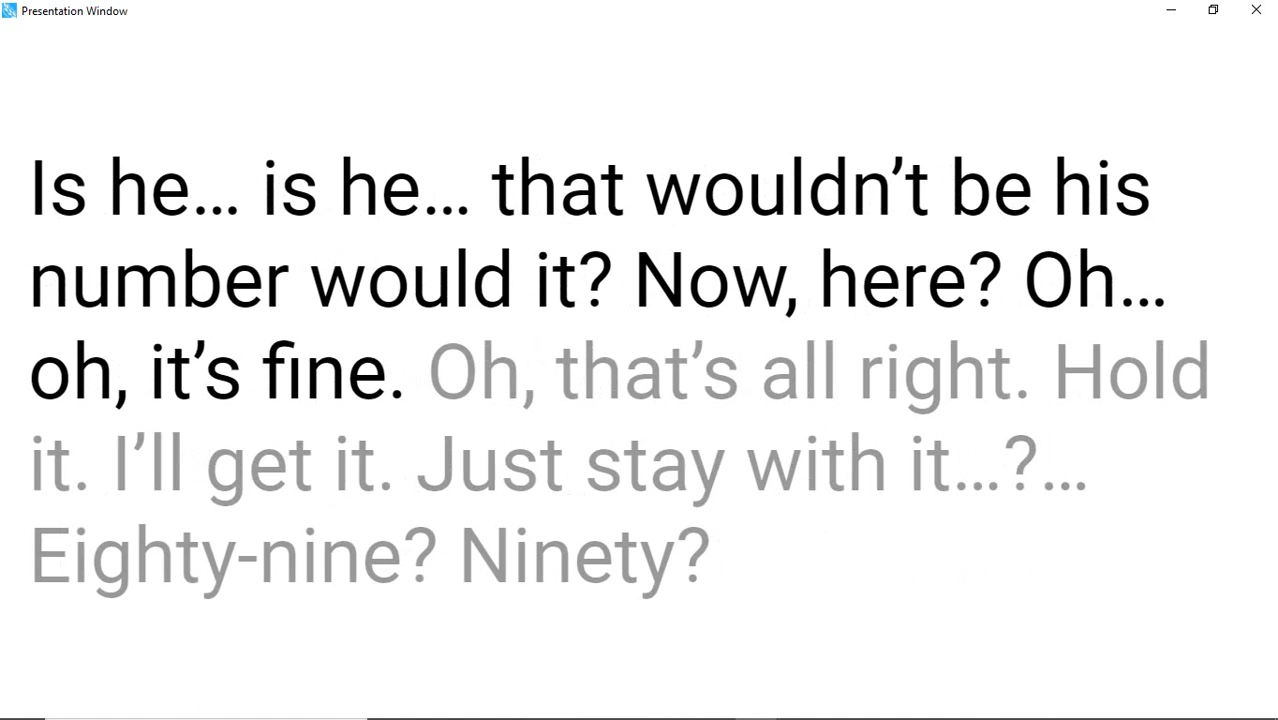 Presentation Window
Is he… is he… that wouldn’t be his
number would it? Now, here? Oh…
oh, it’s fine. Oh, that’s all right. Hold
it. I’ll get it. Just stay with it…?…
Eighty-nine? Ninety?